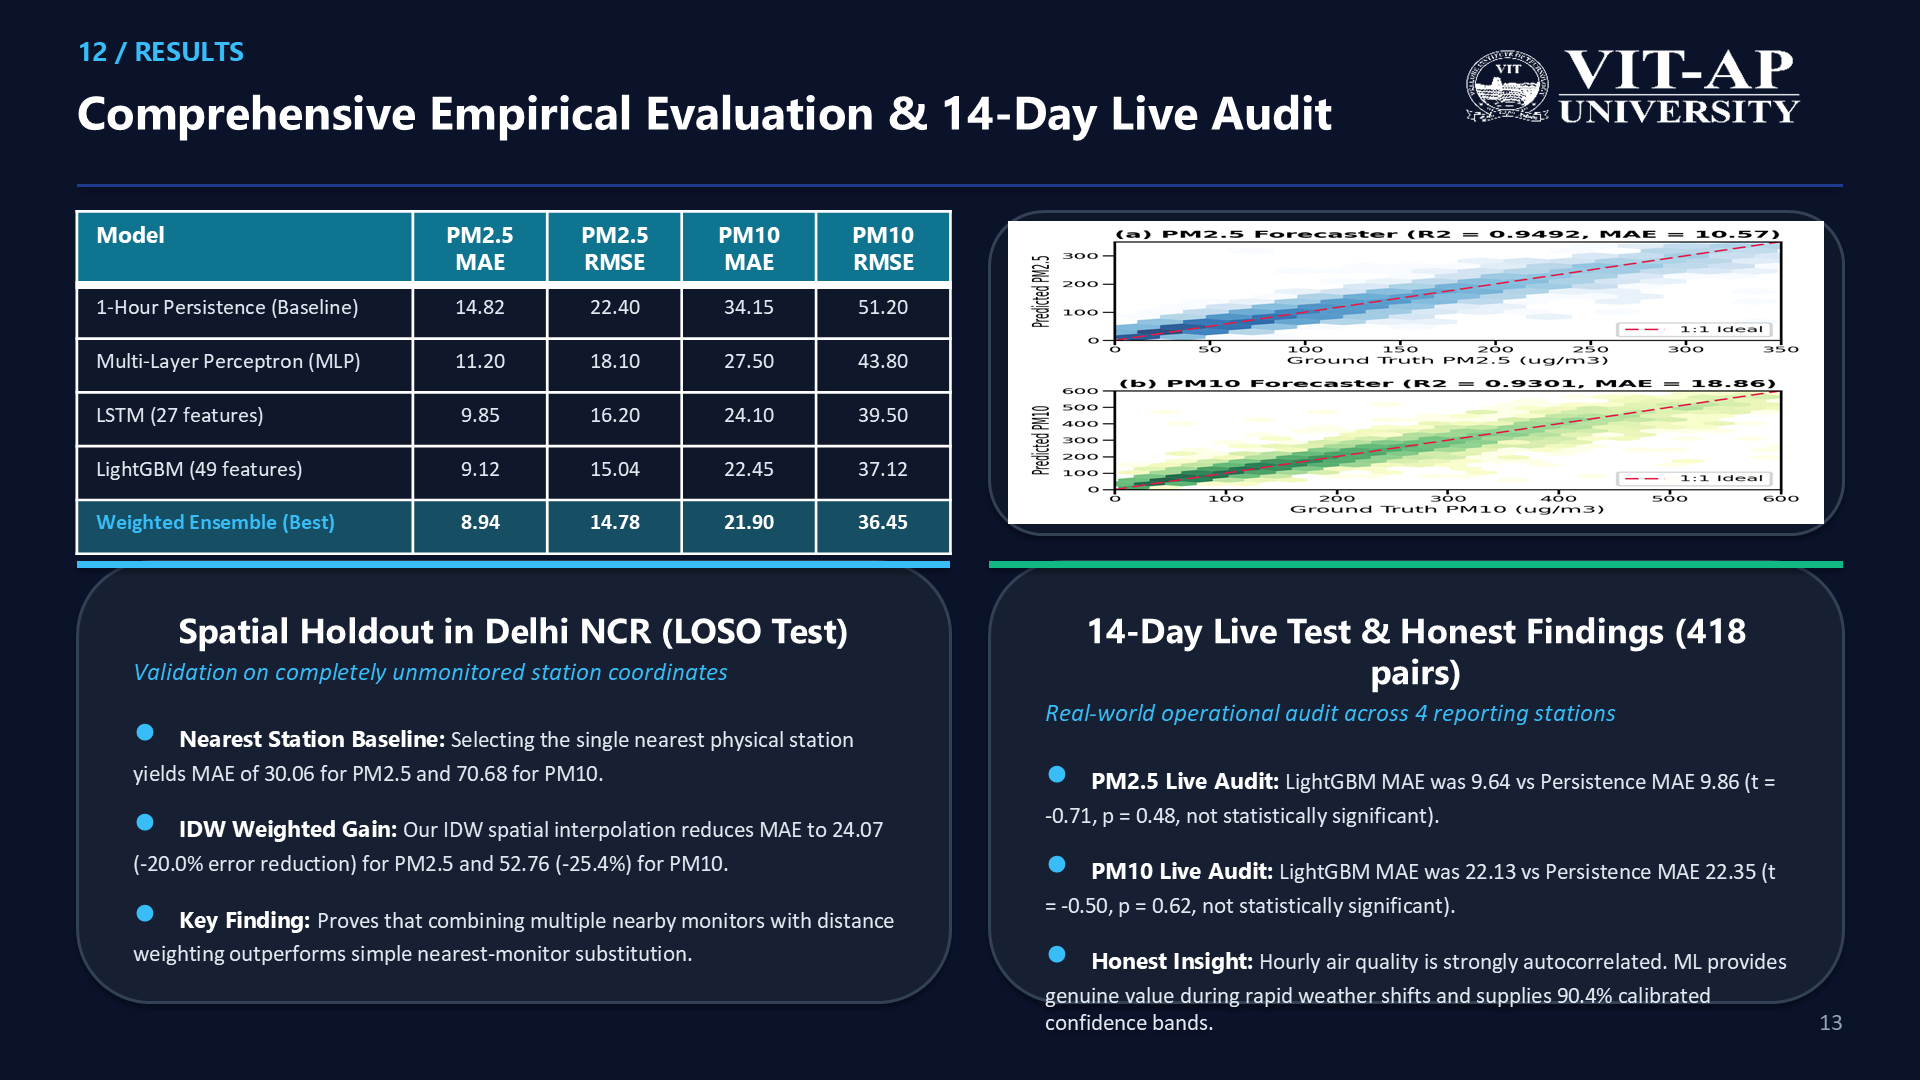 12 / RESULTS
Comprehensive Empirical Evaluation & 14-Day Live Audit
VIT
VIT-AP
UNIVERSITY
Model PM2.5 MAE PM2.5 RMSE PM10 MAE PM10 RMSE
1-Hour Persistence (Baseline) 14.82 22.40 34.15 51.20
Multi-Layer Perceptron (MLP) 11.20 18.10 27.50 43.80
LSTM (27 features) 9.85 16.20 24.10 39.50
LightGBM (49 features) 9.12 15.04 22.45 37.12
Weighted Ensemble (Best) 8.94 14.78 21.90 36.45
(a) PM2.5 Forecaster (R2 = 0.9492, MAE = 10.57)
Predicted PM2.5
300
200
100
0
1:1 Ideal
0 50 100 150 200 250 300 350
Ground Truth PM2.5 (ug/m3)
(b) PM10 Forecaster (R2 = 0.9301, MAE = 18.86)
Predicted PM10
600
500
400
300
200
100
0
1:1 Ideal
0 100 200 300 400 500 600
Ground Truth PM10 (ug/m3)
Spatial Holdout in Delhi NCR (LOSO Test)
Validation on completely unmonitored station coordinates
Nearest Station Baseline: Selecting the single nearest physical station
yields MAE of 30.06 for PM2.5 and 70.68 for PM10.
IDW Weighted Gain: Our IDW spatial interpolation reduces MAE to 24.07
(-20.0% error reduction) for PM2.5 and 52.76 (-25.4%) for PM10.
Key Finding: Proves that combining multiple nearby monitors with distance
weighting outperforms simple nearest-monitor substitution.
14-Day Live Test & Honest Findings (418
pairs)
Real-world operational audit across 4 reporting stations
PM2.5 Live Audit: LightGBM MAE was 9.64 vs Persistence MAE 9.86 (t =
-0.71, p = 0.48, not statistically significant).
PM10 Live Audit: LightGBM MAE was 22.13 vs Persistence MAE 22.35 (t
= -0.50, p = 0.62, not statistically significant).
Honest Insight: Hourly air quality is strongly autocorrelated. ML provides
genuine value during rapid weather shifts and supplies 90.4% calibrated
confidence bands.
13